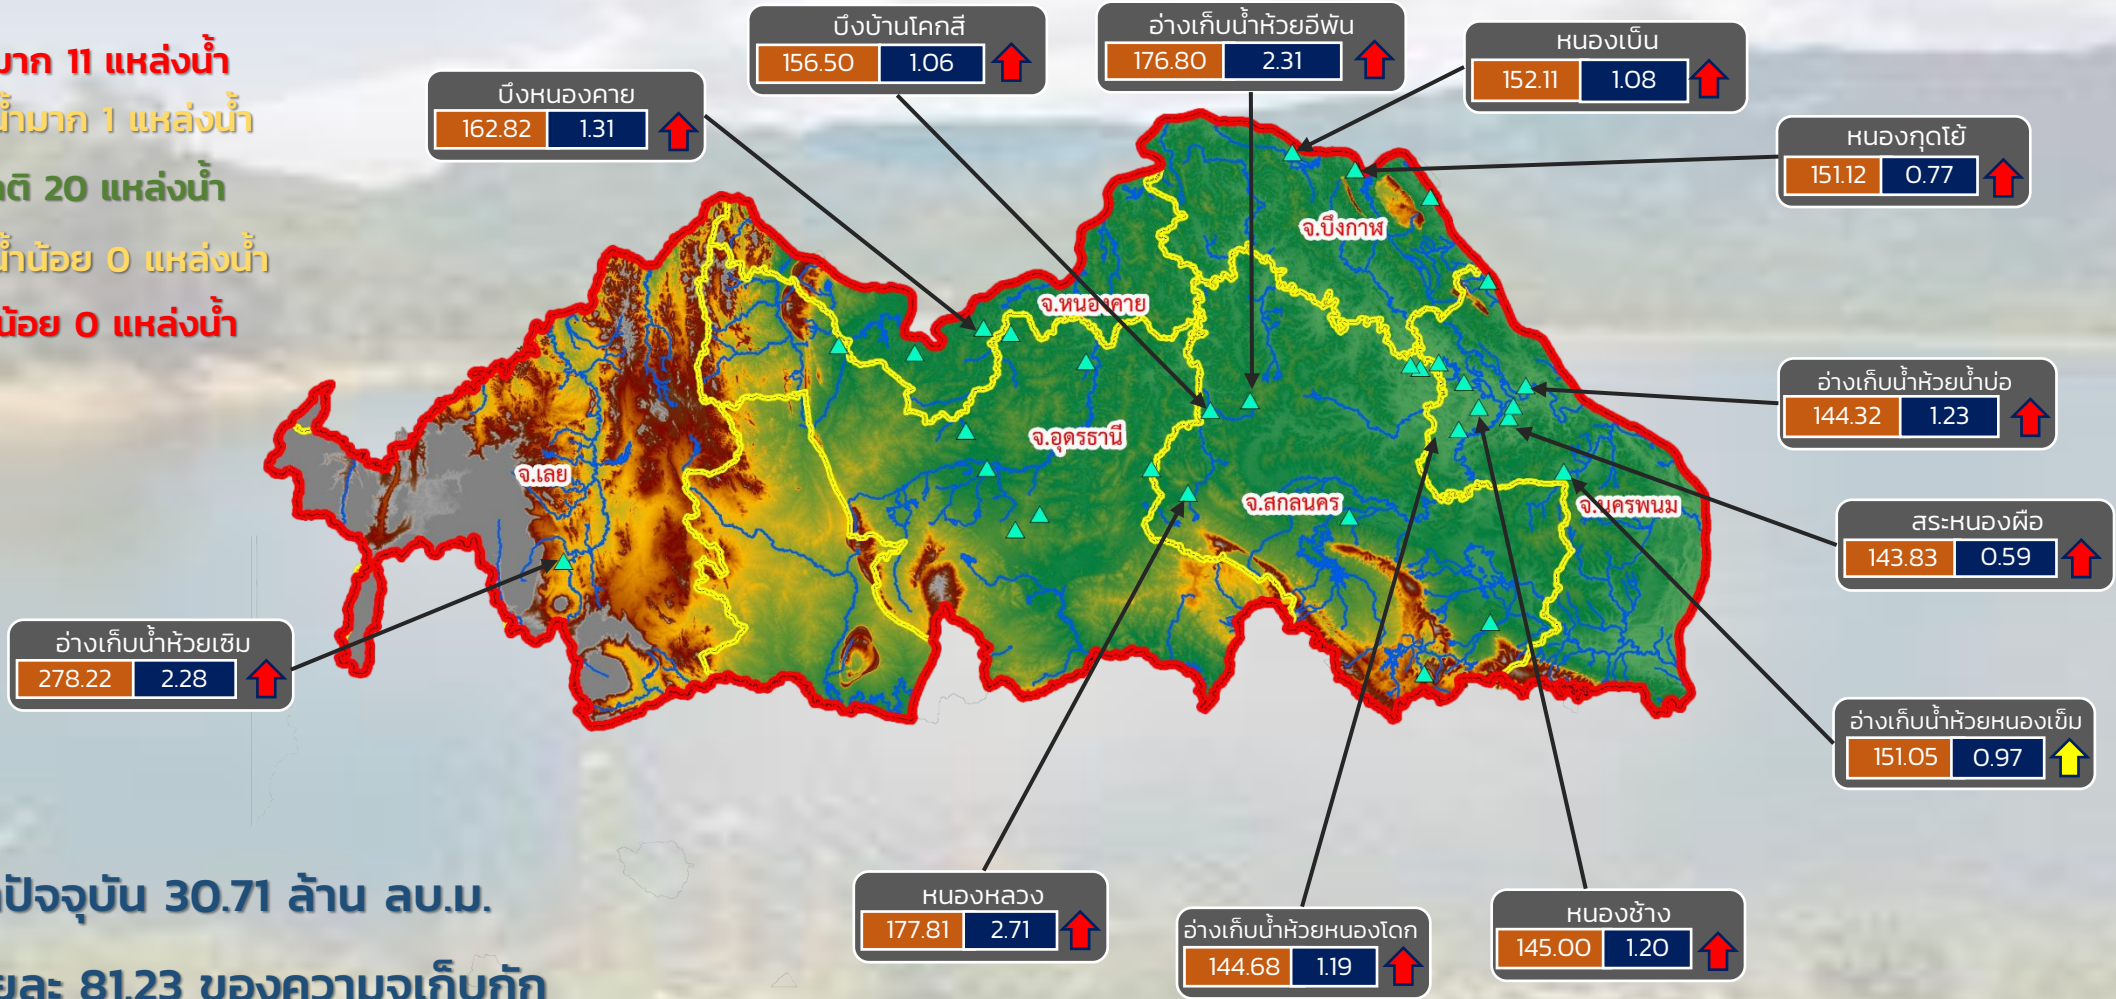 มาก 11 แหล่งน้ำ
น้ำมาก 1 แหล่งน้ำ
20 แหล่งน้ำ
น้ำน้อย 0 แหล่งน้ำ
น้อย 0 แหล่งน้ำ
บึงหนองคาย
162.82 1.31
บึงบ้านโคกสี
156.50 1.06
อ่างเก็บน้ำห้วยอีพัน
176.80 2.31
หนองเบ็น
152.11 1.08
หนองกุดโย้
151.12 0.77
จ.บึงกาฬ
จ.หนองคาย
จ.อุดรธานี
จ.เลย
จ.สกลนคร
จ.นครพนม
อ่างเก็บน้ำห้วยน้ำบ่อ
144.32 1.23
สระหนองผือ
143.83 0.59
อ่างเก็บน้ำห้วยเซิม
278.22 2.28
อ่างเก็บน้ำห้วยหนองเข็ม
151.05 0.97
หนองหลวง
177.81 2.71
อ่างเก็บน้ำห้วยหนองโดก
144.68 1.19
หนองช้าง
145.00 1.20
ปัจจุบัน 30.71 ล้าน ลบ.ม.
81.23 ของความจุเก็บกัก